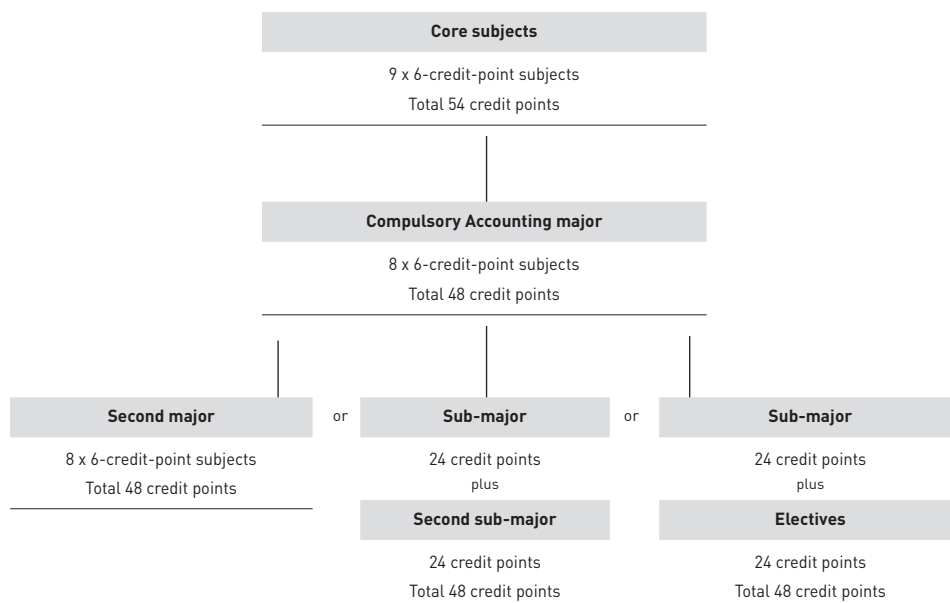 Core subjects
9 x 6-credit-point subjects
Total 54 credit points
Compulsory Accounting major
8 x 6-credit-point subjects
Total 48 credit points
Second major
8 x 6-credit-point subjects
Total 48 credit points
or
Sub-major
24 credit points
plus
Second sub-major
24 credit points
Total 48 credit points
or
Sub-major
24 credit points
plus
Electives
24 credit points
Total 48 credit points